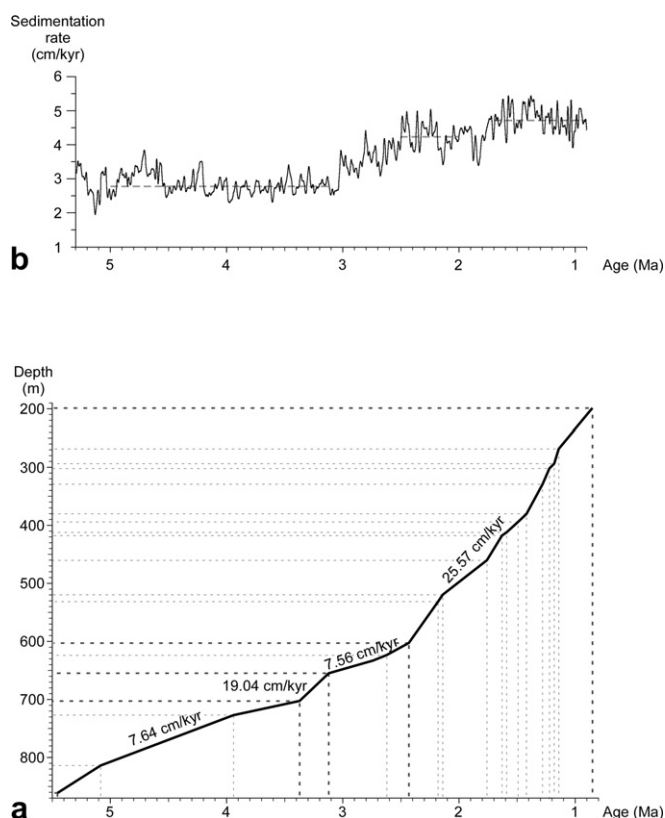 Sedimentation
rate
(cm/kyr)
6
5
4
3
2
1
5 4 3 2 1 Age (Ma)
b
Depth
(m)
200
300
400
500
600
700
800
25.57 cm/kyr
7.56 cm/kyr
19.04 cm/kyr
7.64 cm/kyr
5 4 3 2 1 Age (Ma)
a